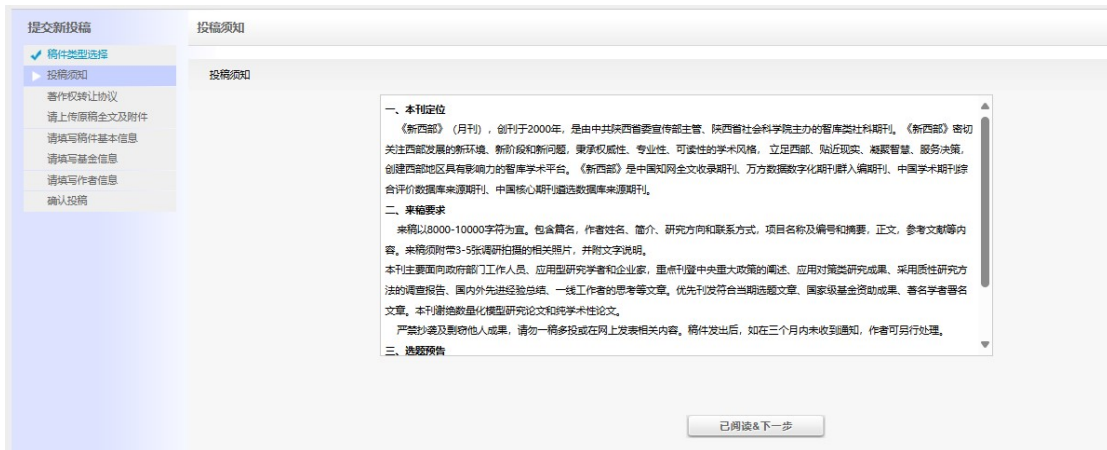 提交新投稿
投稿须知
稿件类型选择
投稿须知
著作权转让协议
请上传原稿全文及附件
请填写稿件基本信息
请填写基金信息
请填写作者信息
确认投稿
投稿须知
一、本刊定位
《新西部》（月刊），创刊于2000年，是由中共陕西省委宣传部主管、陕西省社会科学院主办的智库类社科期刊。《新西部》密切
关注西部发展的新环境、新阶段和新问题，秉承权威性、专业性、可读性的学术风格， 立足西部、贴近现实、凝聚智慧、服务决策，
创建西部地区具有影响力的智库学术平台。《新西部》是中国知网全文收录期刊、万方数据数字化期刊群入编期刊、中国学术期刊综
合评价数据库来源期刊、中国核心期刊遴选数据库来源期刊。
二、来稿要求
来稿以8000-10000字符为宜。包含篇名，作者姓名、简介、研究方向和联系方式，项目名称及编号和摘要，正文，参考文献等内
容。来稿须附带3-5张调研拍摄的相关照片，并附文字说明。
本刊主要面向政府部门工作人员、应用型研究学者和企业家，重点刊登中央重大政策的阐述、应用对策类研究成果、采用质性研究方
法的调查报告、国内外先进经验总结、一线工作者的思考等文章。优先刊发符合当期选题文章、国家级基金资助成果、著名学者署名
文章。本刊谢绝数量化模型研究论文和纯学术性论文。
严禁抄袭及剽窃他人成果，请勿一稿多投或在网上发表相关内容。稿件发出后，如在三个月内未收到通知，作者可另行处理。
三、选题预告
已阅读&下一步